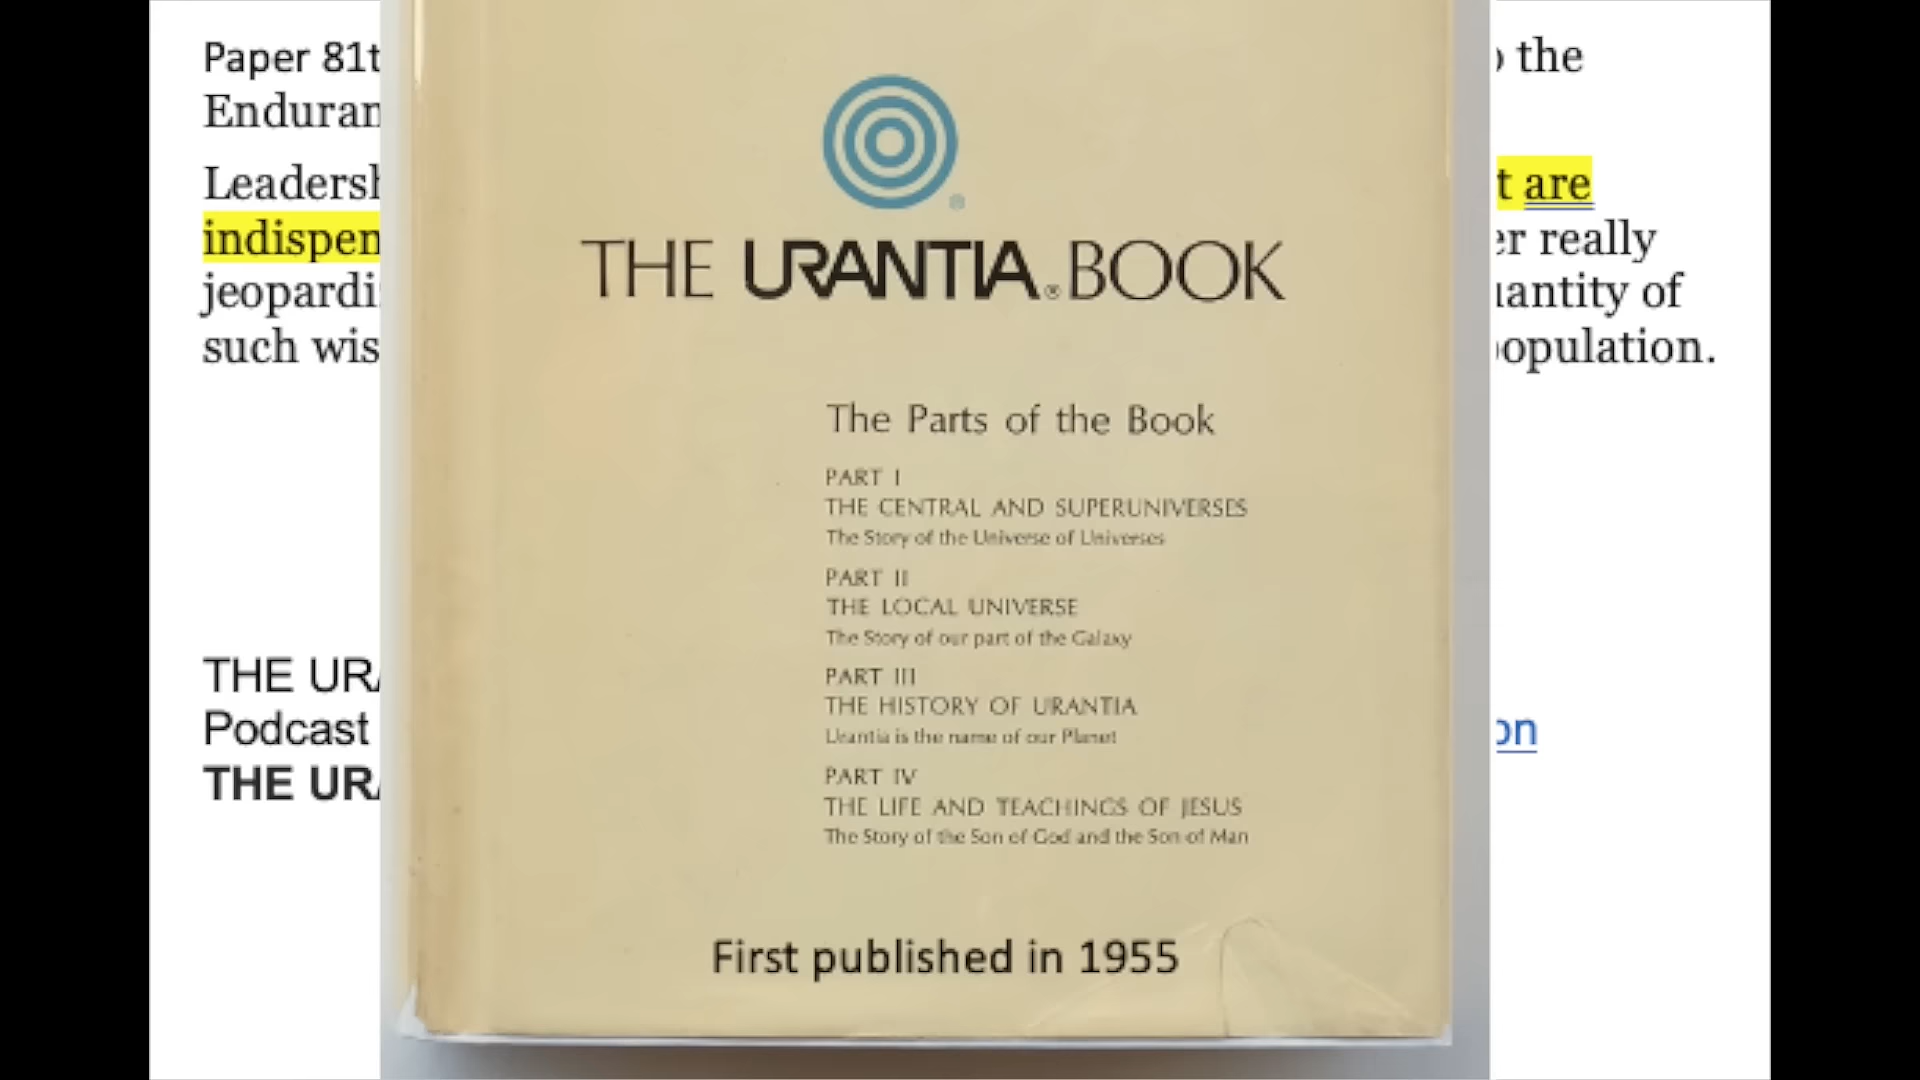 Paper 81t
the
Enduran
Leadersh
t are
indispen
er really
jeopardi
uantity of
such wis
population.
THE URANTIA® BOOK
The Parts of the Book
PART I
THE CENTRAL AND SUPERUNIVERSES
The Story of the Universe of Universes
PART II
THE LOCAL UNIVERSE
The Story of our part of the Galaxy
PART III
THE HISTORY OF URANTIA
Urantia is the name of our Planet
PART IV
THE LIFE AND TEACHINGS OF JESUS
The Story of the Son of God and the Son of Man
First published in 1955
THE URA
Podcast
on
THE URA